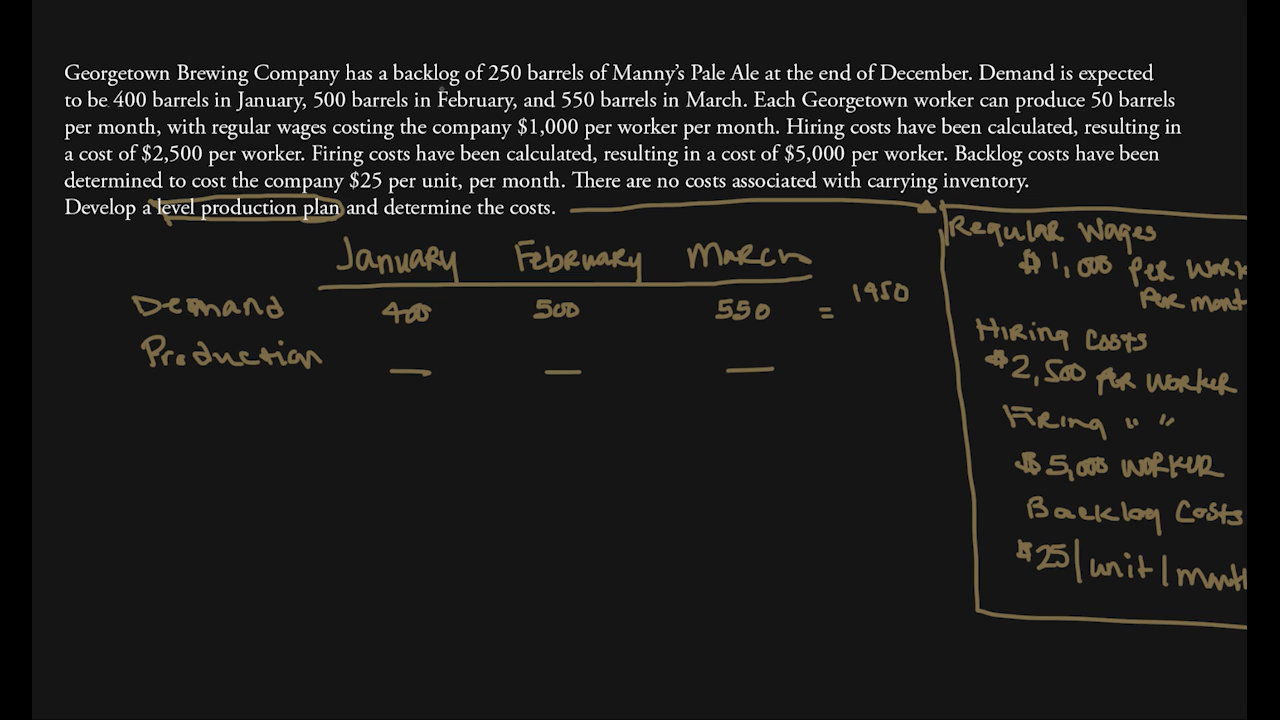 Georgetown Brewing Company has a backlog of 250 barrels of Manny's Pale Ale at the end of December. Demand is expected
to be 400 barrels in January, 500 barrels in February, and 550 barrels in March. Each Georgetown worker can produce 50 barrels
per month, with regular wages costing the company $1,000 per worker per month. Hiring costs have been calculated, resulting in
a cost of $2,500 per worker. Firing costs have been calculated, resulting in a cost of $5,000 per worker. Backlog costs have been
determined to cost the company $25 per unit, per month. There are no costs associated with carrying inventory.
Develop a level production plan and determine the costs.
Regular Wages
$1,000 per work
per mont
January February March
Demand 400 500 550 = 1450
Production — — —
Hiring Costs
$2,500 per worker
Firing " "
$5,000 worker
Backlog Costs
$25/unit/mont